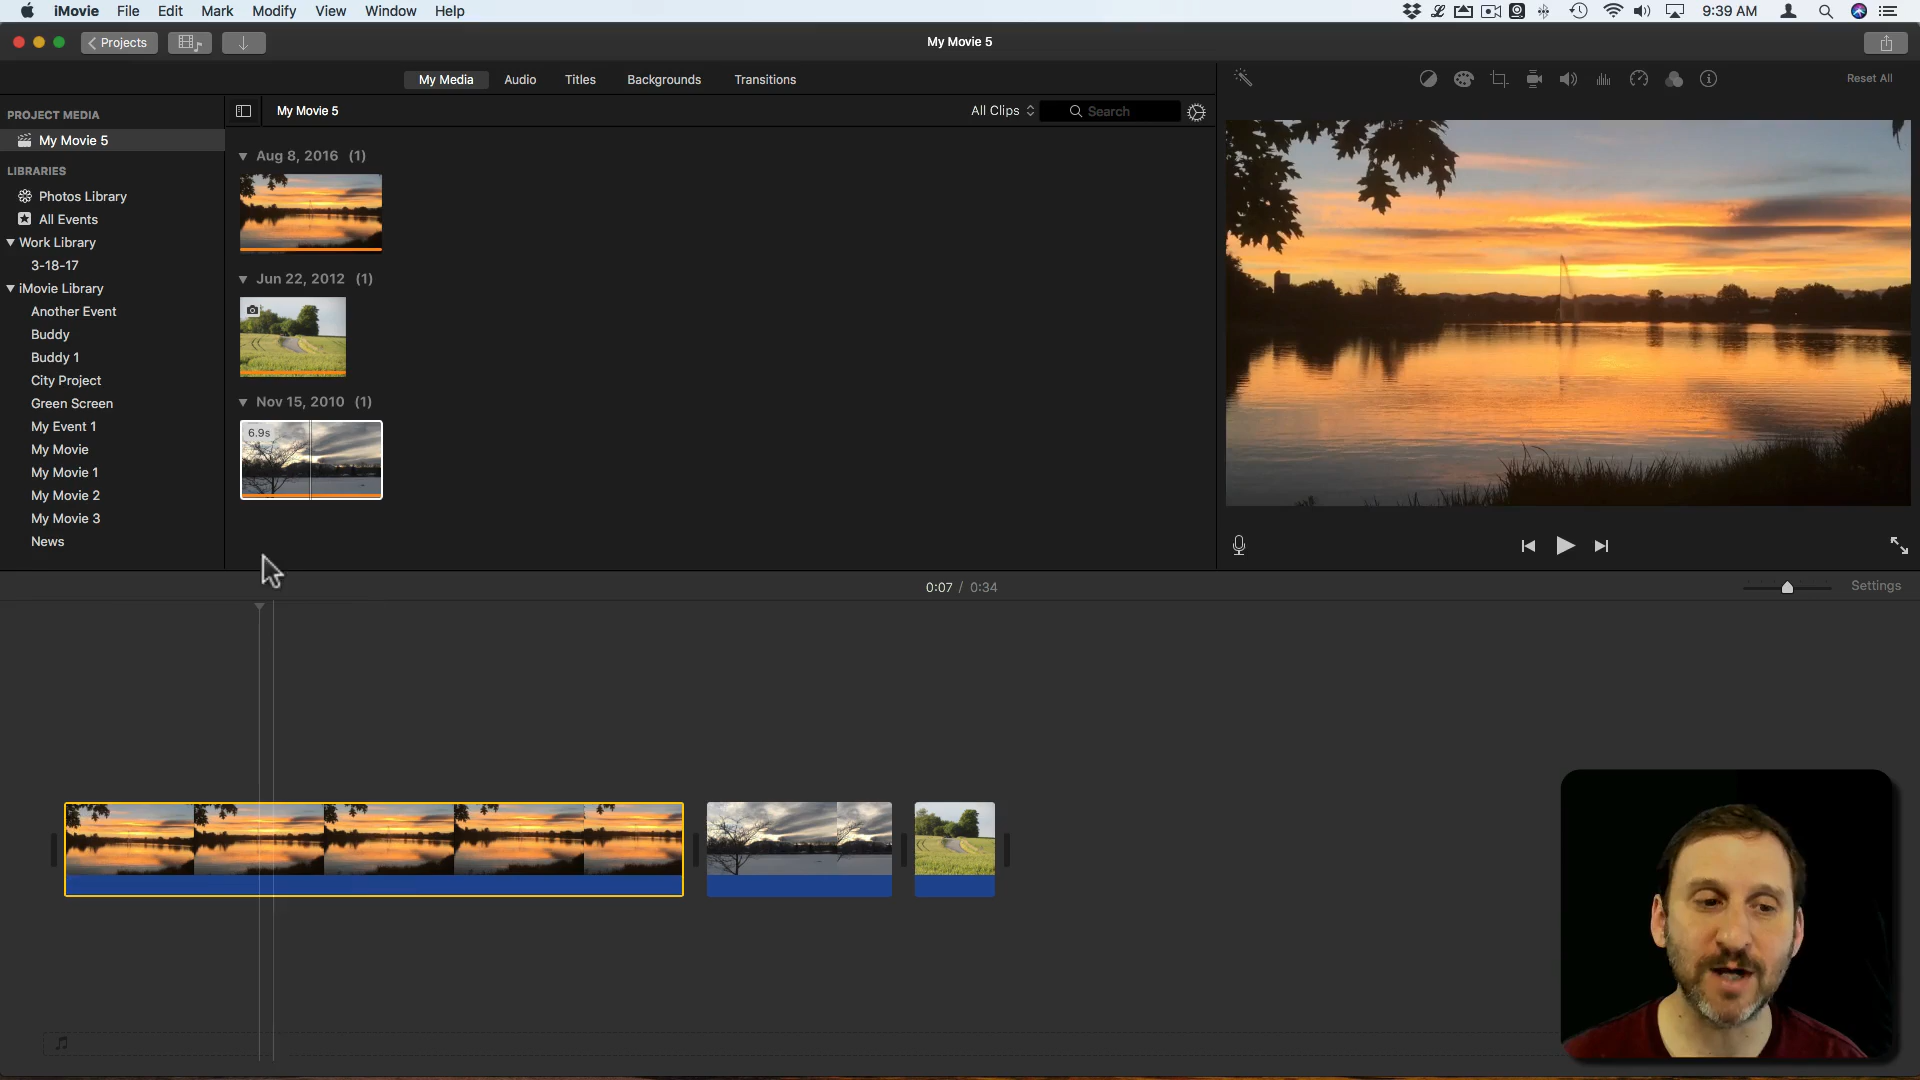 iMovie File Edit Mark Modify View Window Help 9:39 AM
Projects My Movie 5
My Media Audio Titles Backgrounds Transitions Reset All
PROJECT MEDIA
My Movie 5
LIBRARIES
Photos Library
All Events
Work Library
3-18-17
iMovie Library
Another Event
Buddy
Buddy 1
City Project
Green Screen
My Event 1
My Movie
My Movie 1
My Movie 2
My Movie 3
News
My Movie 5 All Clips Search
Aug 8, 2016 (1)
Jun 22, 2012 (1)
Nov 15, 2010 (1)
6.9s
0:07 / 0:34 Settings